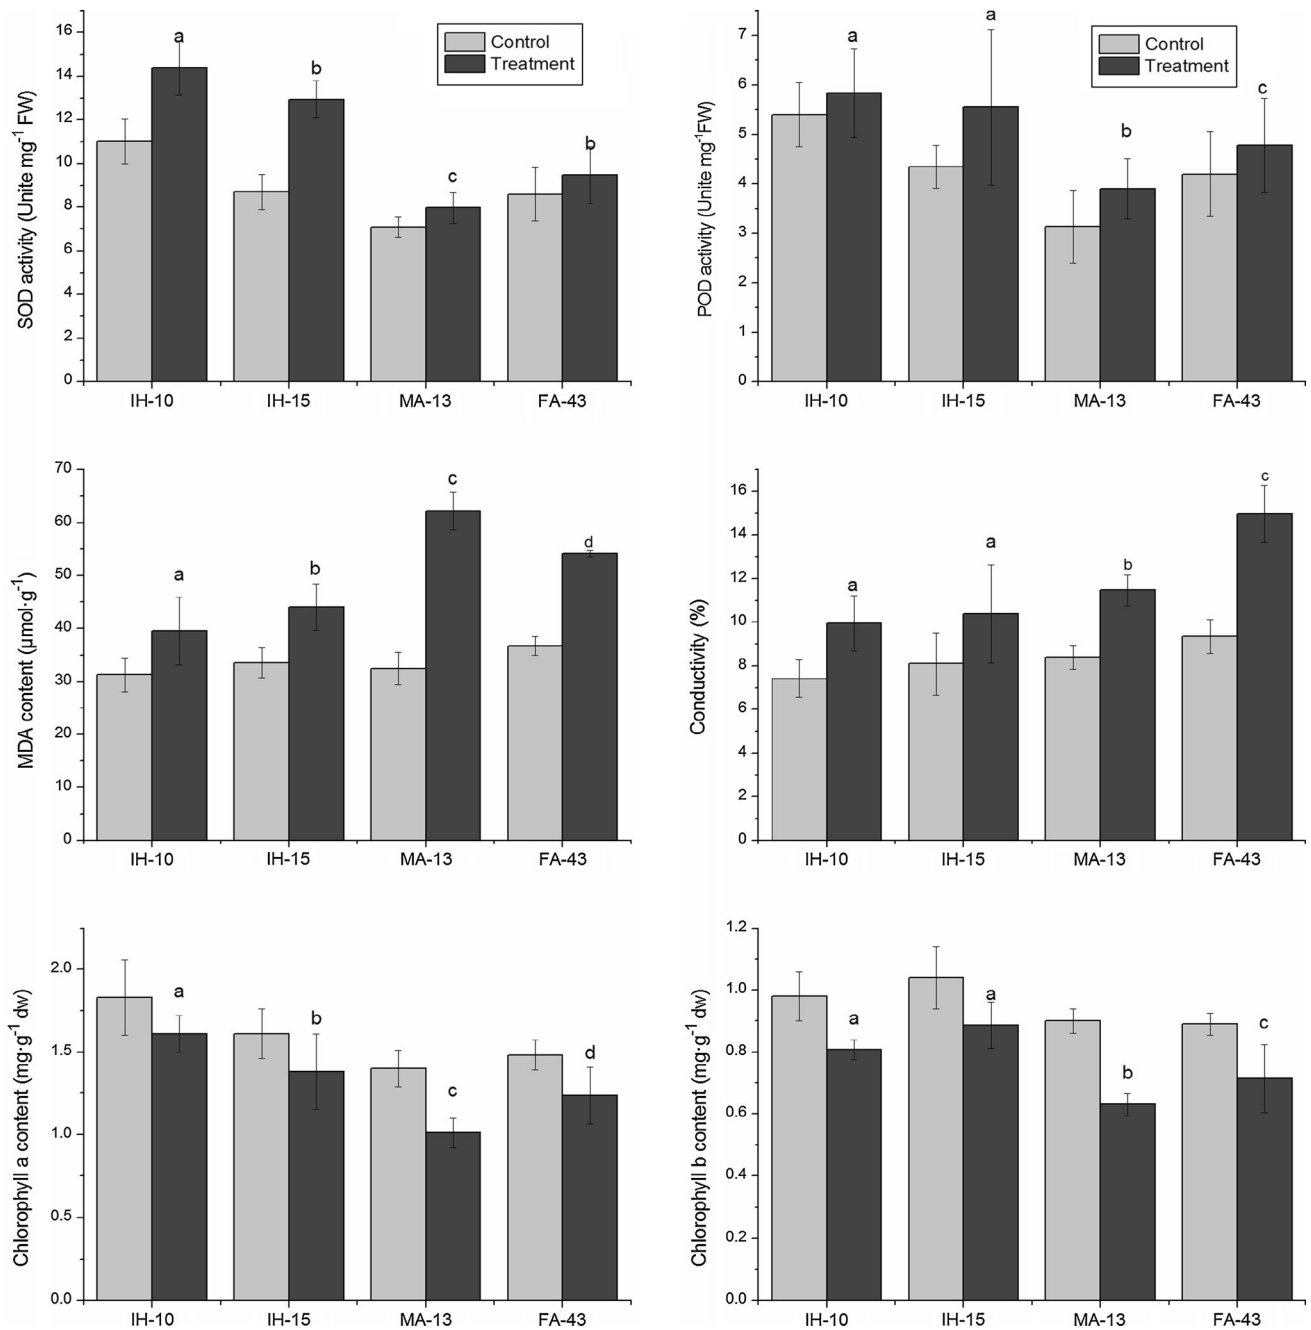 16
14
12
10
8
6
4
2
0
SOD activity (Unite mg⁻¹ FW)
a
b
c
b
Control
Treatment
IH-10
IH-15
MA-13
FA-43
7
6
5
4
3
2
1
0
POD activity (Unite mg⁻¹FW)
a
a
b
c
Control
Treatment
IH-10
IH-15
MA-13
FA-43
70
60
50
40
30
20
10
0
MDA content (µmol·g⁻¹)
a
b
c
d
IH-10
IH-15
MA-13
FA-43
16
14
12
10
8
6
4
2
0
Conductivity (%)
a
a
b
c
IH-10
IH-15
MA-13
FA-43
2.0
1.5
1.0
0.5
0.0
Chlorophyll a content (mg·g⁻¹ dw)
a
b
c
d
IH-10
IH-15
MA-13
FA-43
1.2
1.0
0.8
0.6
0.4
0.2
0.0
Chlorophyll b content (mg·g⁻¹ dw)
a
a
b
c
IH-10
IH-15
MA-13
FA-43